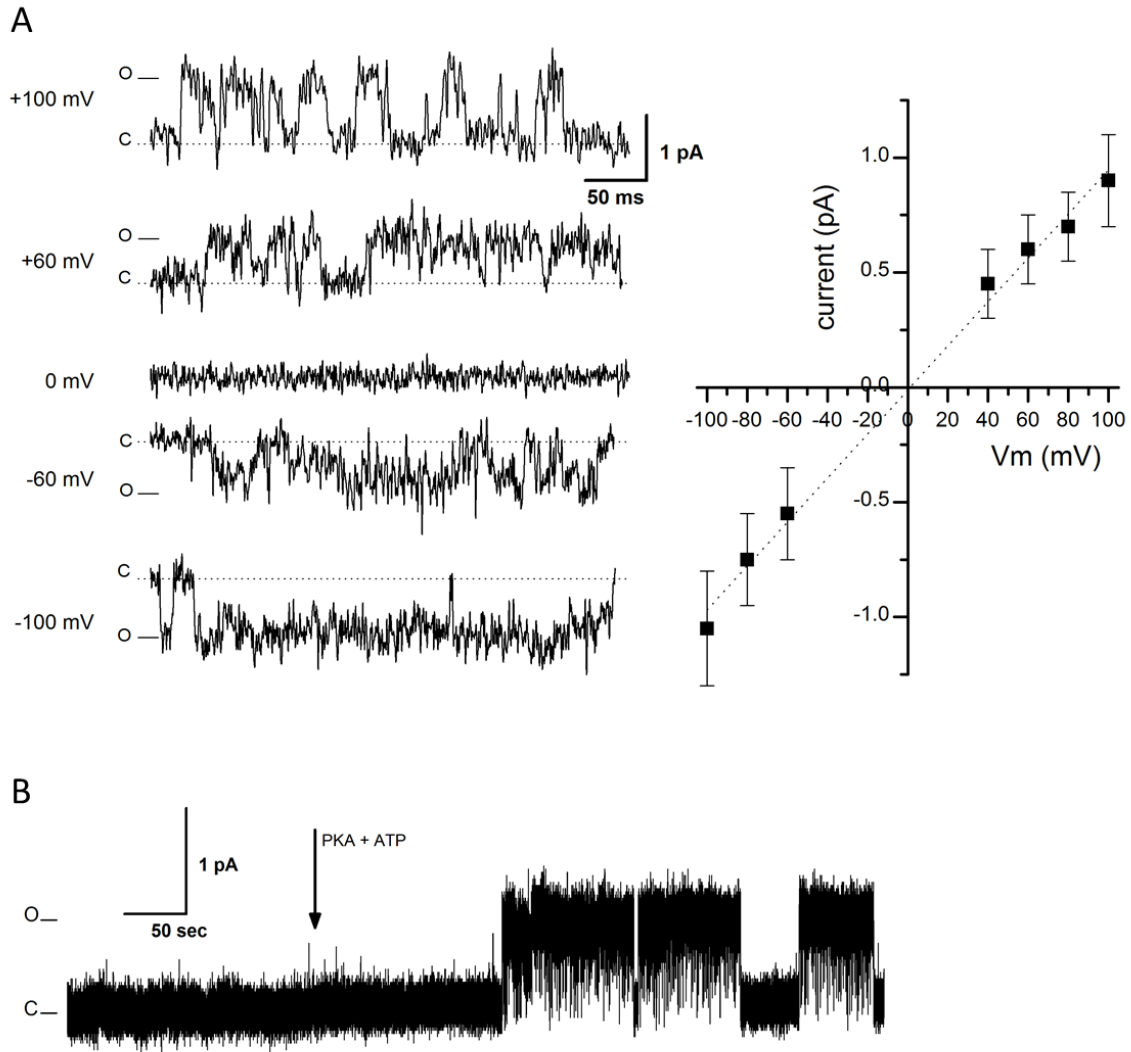 A
O
+100 mV
C
1 pA
50 ms
O
+60 mV
C
0 mV
C
-60 mV
O
C
-100 mV
O
current (pA)
1.0
0.5
0.0
-0.5
-1.0
-100 -80 -60 -40 -20 0 20 40 60 80 100
Vm (mV)
B
PKA + ATP
1 pA
50 sec
O
C